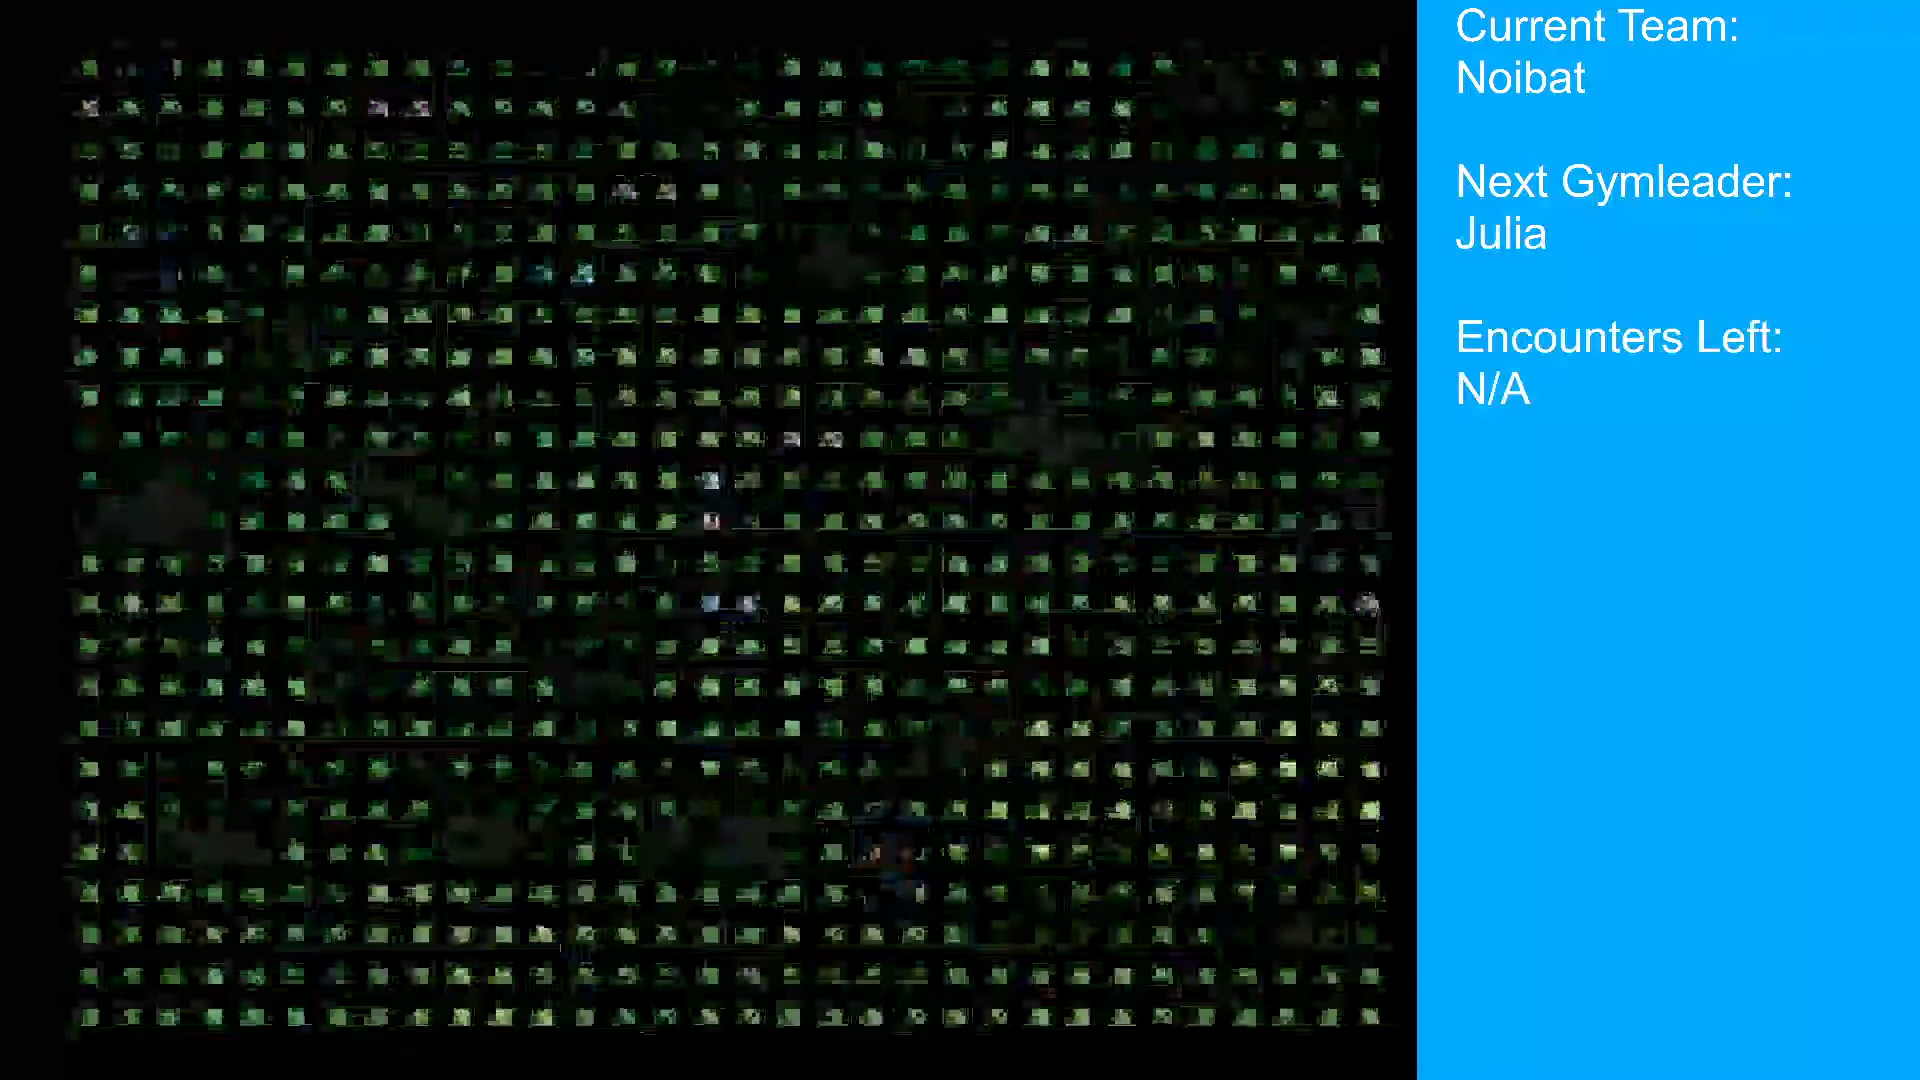 Current Team:
Noibat
Next Gymleader:
Julia
Encounters Left:
N/A